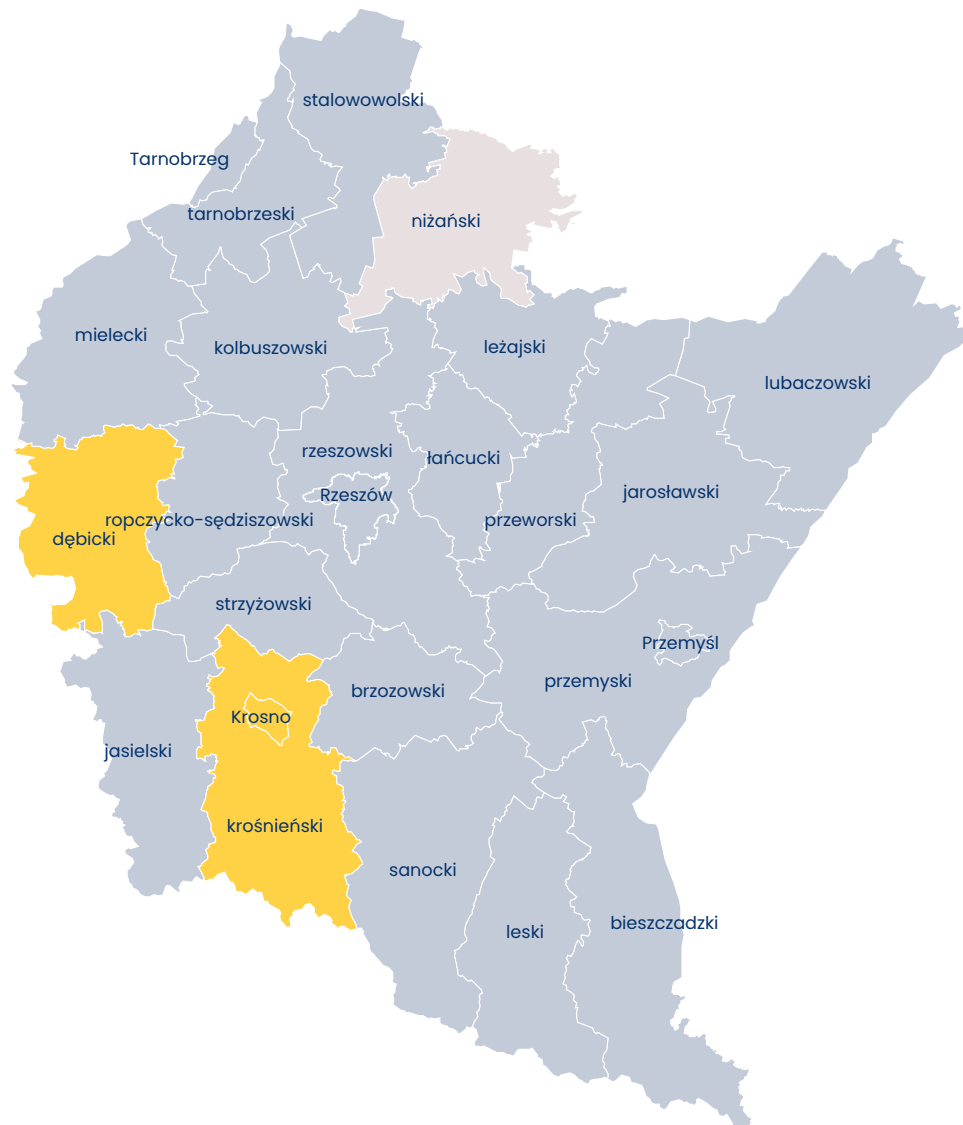 stalowowolski
Tarnobrzeg
tarnobrzeski
niżański
mielecki
kolbuszowski
leżajski
lubaczowski
rzeszowski
łańcucki
Rzeszów
jarosławski
ropczycko-sędziszowski
przeworski
dębicki
strzyżowski
Przemyśl
przemyski
brzozowski
Krosno
jasielski
krośnieński
sanocki
leski
bieszczadzki